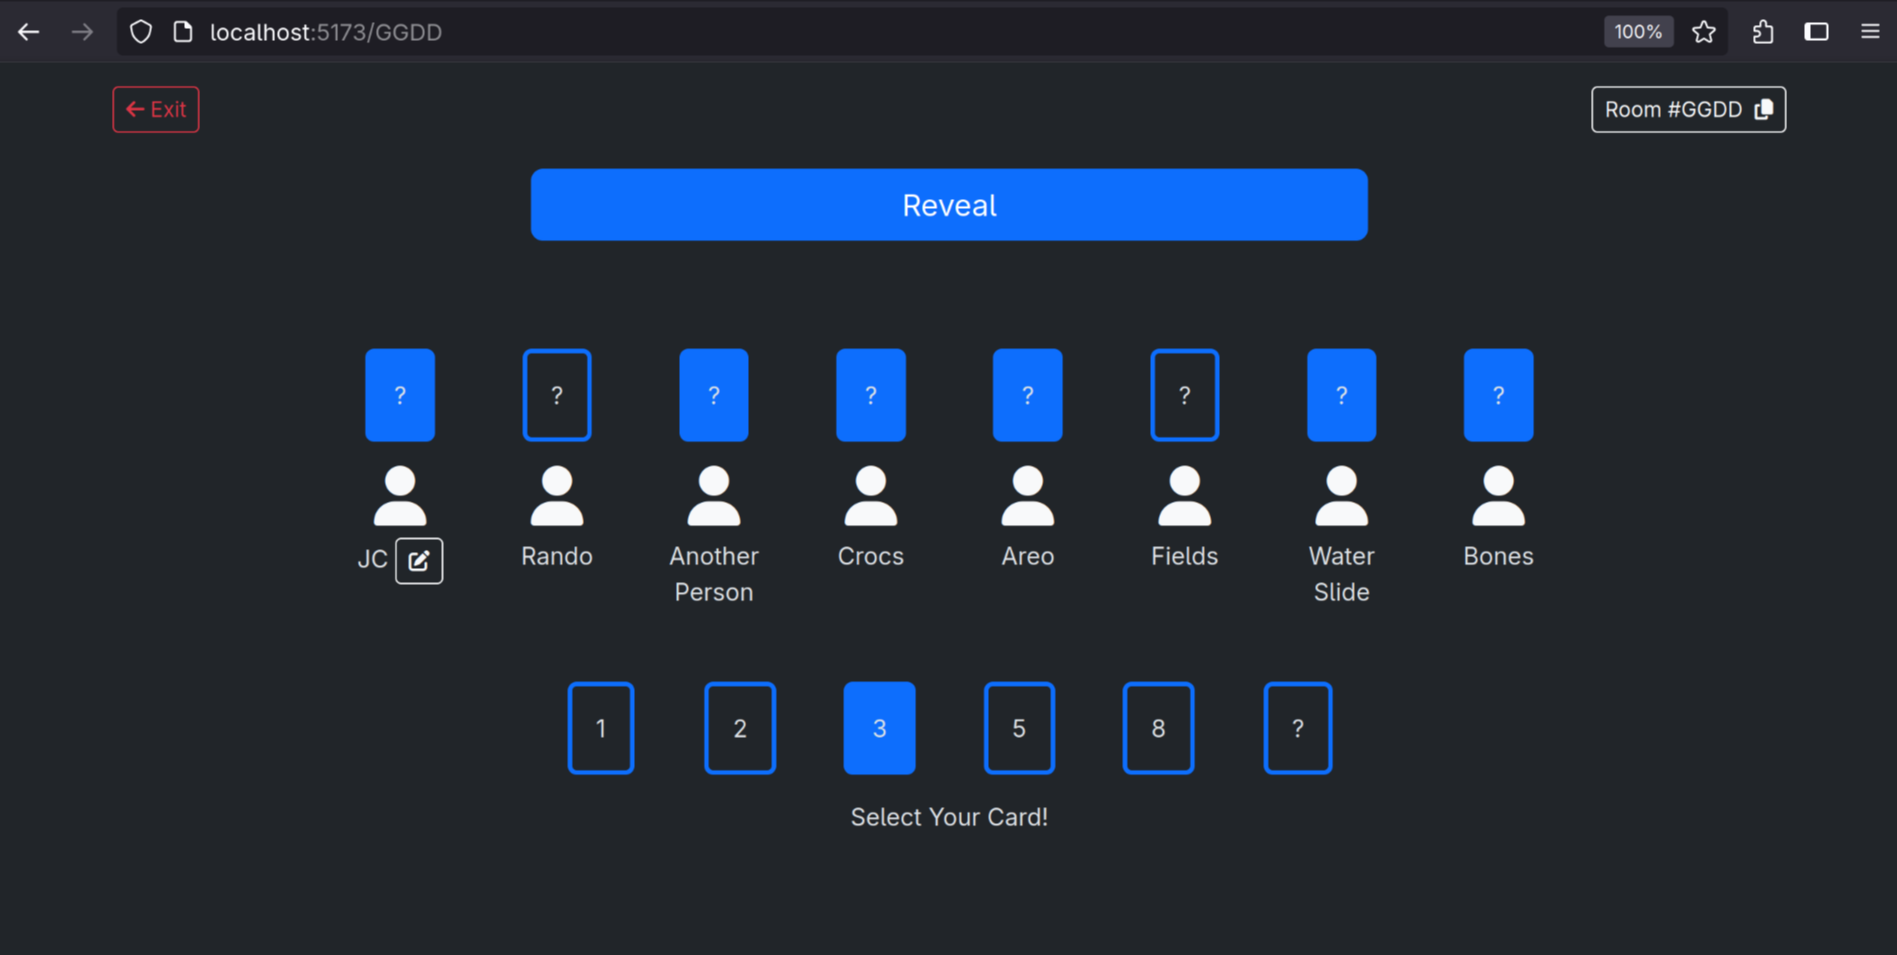 localhost:5173/GGDD
100%
Exit
Room #GGDD
Reveal
? ? ? ? ? ? ? ?
JC Rando Another Person Crocs Areo Fields Water Slide Bones
1 2 3 5 8 ?
Select Your Card!